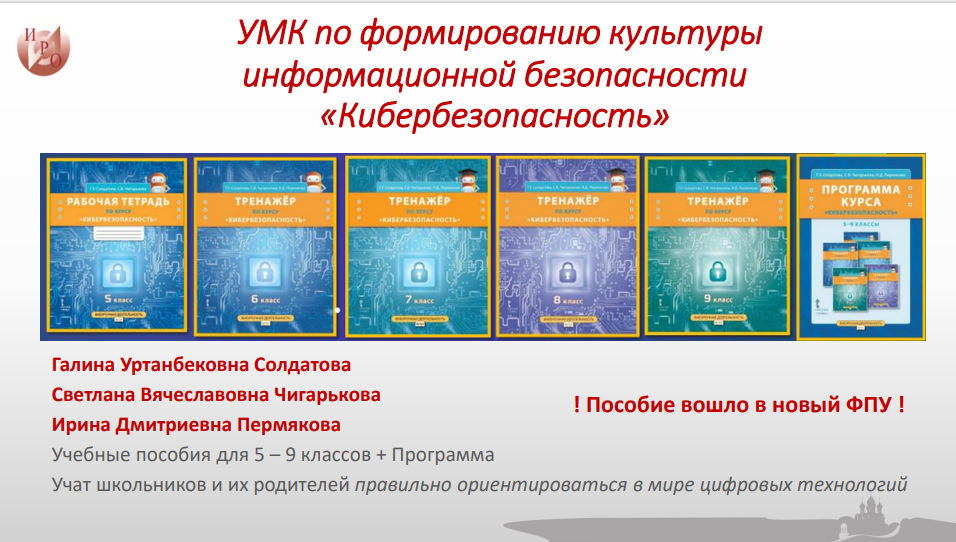 ИРО
УМК по формированию культуры
информационной безопасности
«Кибербезопасность»
РАБОЧАЯ ТЕТРАДЬ
ПО КУРСУ
«КИБЕРБЕЗОПАСНОСТЬ»
5 класс
ТРЕНАЖЁР
ПО КУРСУ
«КИБЕРБЕЗОПАСНОСТЬ»
6 класс
ТРЕНАЖЁР
ПО КУРСУ
«КИБЕРБЕЗОПАСНОСТЬ»
7 класс
ТРЕНАЖЁР
ПО КУРСУ
«КИБЕРБЕЗОПАСНОСТЬ»
8 класс
ТРЕНАЖЁР
ПО КУРСУ
«КИБЕРБЕЗОПАСНОСТЬ»
9 класс
ПРОГРАММА
КУРСА
«КИБЕРБЕЗОПАСНОСТЬ»
5–9 КЛАССЫ
Галина Уртанбековна Солдатова
Светлана Вячеславовна Чигарькова
Ирина Дмитриевна Пермякова
! Пособие вошло в новый ФПУ !
Учебные пособия для 5 – 9 классов + Программа
Учат школьников и их родителей правильно ориентироваться в мире цифровых технологий